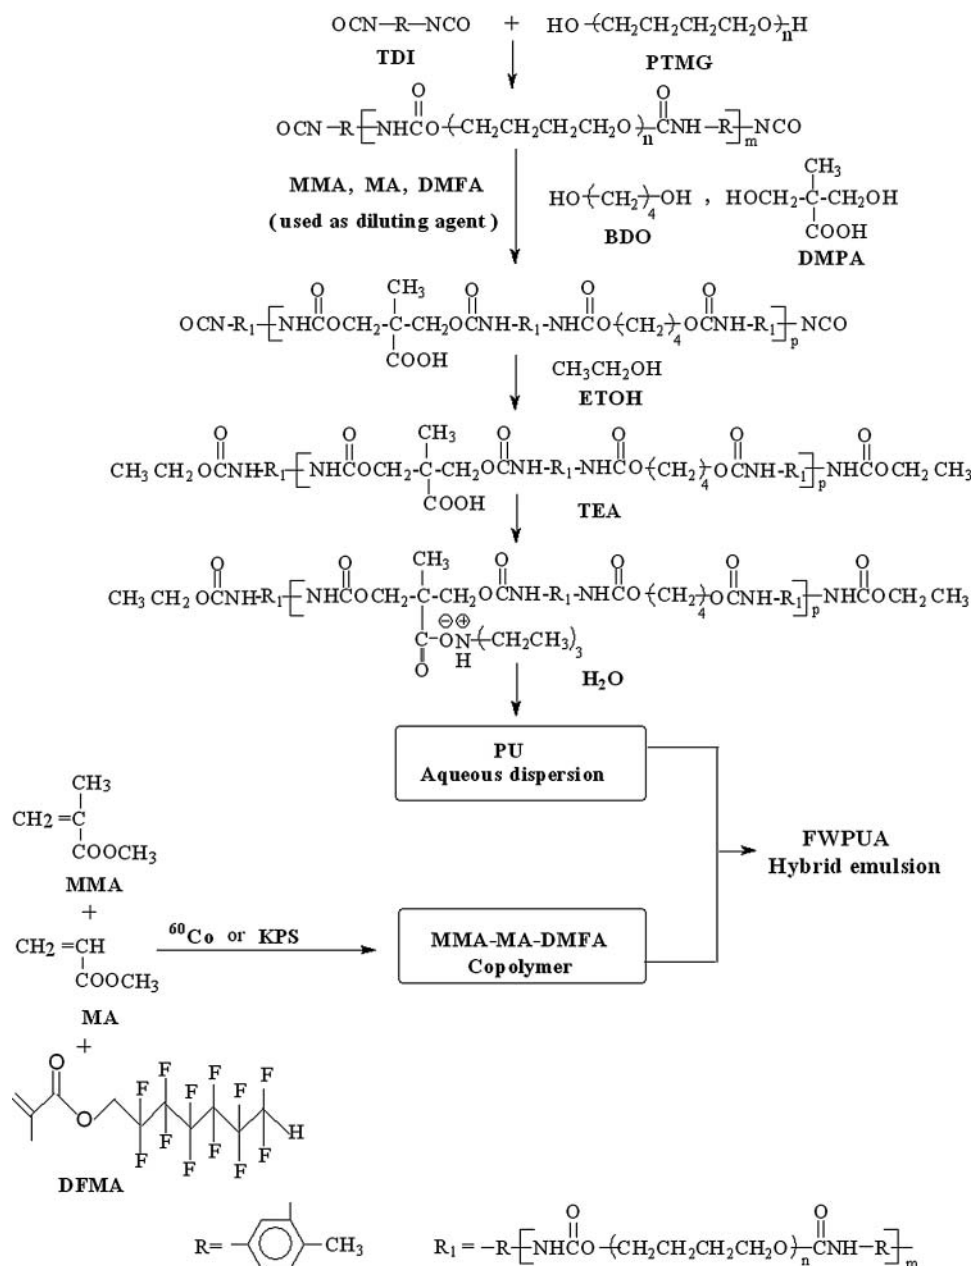 OCN-R-NCO + HO-(CH₂CH₂CH₂CH₂O)ₙH
TDI PTMG
O O
OCN-R-[NHCO-(CH₂CH₂CH₂CH₂O)ₙ-CNH-R]ₘ-NCO
MMA, MA, DMFA
(used as diluting agent)
HO-(CH₂)₄-OH , HOCH₂-C-CH₂OH
CH₃
COOH
BDO
DMPA
O CH₃ O O O
OCN-R₁-[NHCOCH₂-C-CH₂OCNH-R₁-NHCO-(CH₂)₄-OCNH-R₁]ₚ-NCO
COOH
CH₃CH₂OH
ETOH
O O CH₃ O O O O
CH₃CH₂OCNH-R₁-[NHCOCH₂-C-CH₂OCNH-R₁-NHCO-(CH₂)₄-OCNH-R₁]ₚ-NHCOCH₂CH₃
COOH
TEA
O O CH₃ O O O O
CH₃CH₂OCNH-R₁-[NHCOCH₂-C-CH₂OCNH-R₁-NHCO-(CH₂)₄-OCNH-R₁]ₚ-NHCOCH₂CH₃
⊖⊕
C-ON-(CH₂CH₃)₃
O H
H₂O
PU
Aqueous dispersion
CH₃
CH₂=C
COOCH₃
MMA
+
FWPUA
Hybrid emulsion
⁶⁰Co or KPS
CH₂=CH
COOCH₃
MA
+
MMA-MA-DMFA
Copolymer
O F F F F F F
O H
F F F F F F
DFMA
R= CH₃
O O
R₁ = -R-[NHCO-(CH₂CH₂CH₂CH₂O)ₙ-CNH-R]ₘ